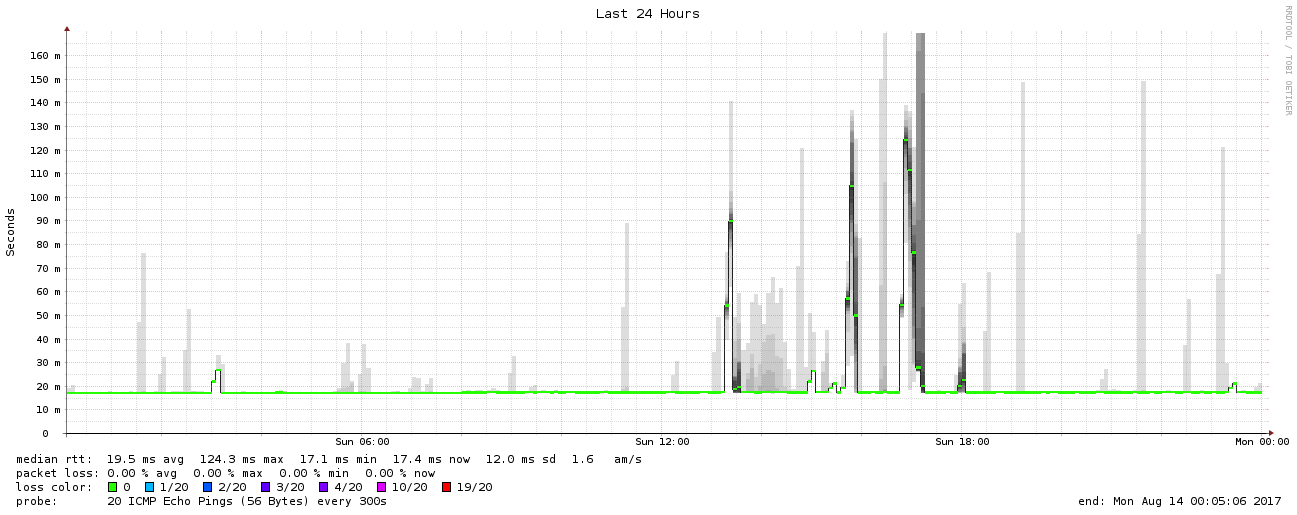 Last 24 Hours
RRDTOOL / TOBI OETIKER
Seconds
160 m
150 m
140 m
130 m
120 m
110 m
100 m
90 m
80 m
70 m
60 m
50 m
40 m
30 m
20 m
10 m
0
Sun 06:00 Sun 12:00 Sun 18:00 Mon 00:00
median rtt: 19.5 ms avg 124.3 ms max 17.1 ms min 17.4 ms now 12.0 ms sd 1.6 am/s
packet loss: 0.00 % avg 0.00 % max 0.00 % min 0.00 % now
loss color: 0 1/20 2/20 3/20 4/20 10/20 19/20
probe: 20 ICMP Echo Pings (56 Bytes) every 300s end: Mon Aug 14 00:05:06 2017